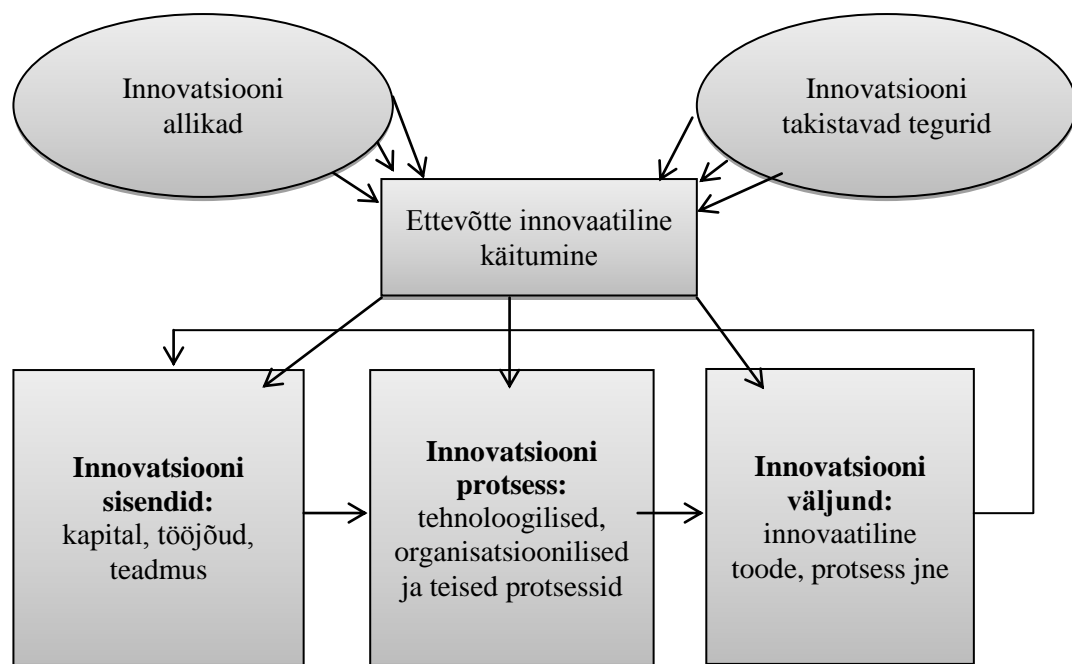 Innovatsiooni
allikad
Innovatsiooni
takistavad tegurid
Ettevõtte innovaatiline
käitumine
Innovatsiooni
sisendid:
kapital, tööjõud,
teadmus
Innovatsiooni
protsess:
tehnoloogilised,
organisatsioonilised
ja teised protsessid
Innovatsiooni
väljund:
innovaatiline
toode, protsess jne